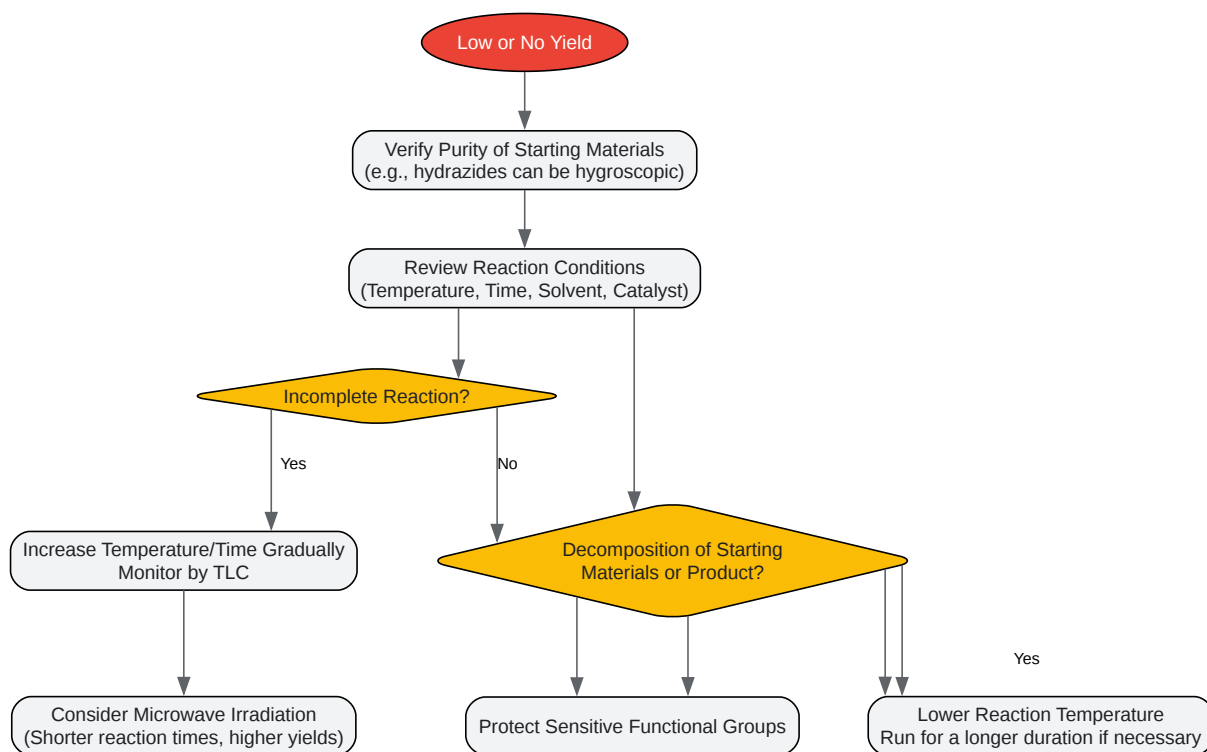 Low or No Yield
Verify Purity of Starting Materials
(e.g., hydrazides can be hygroscopic)
Review Reaction Conditions
(Temperature, Time, Solvent, Catalyst)
Incomplete Reaction?
Yes
No
Increase Temperature/Time Gradually
Monitor by TLC
Decomposition of Starting
Materials or Product?
Yes
Consider Microwave Irradiation
(Shorter reaction times, higher yields)
Protect Sensitive Functional Groups
Lower Reaction Temperature
Run for a longer duration if necessary